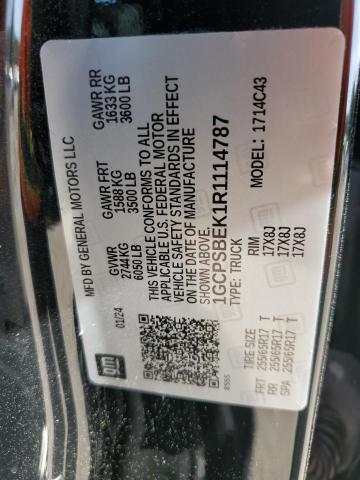 MFD BY GENERAL MOTORS LLC
01/24
GVWR
2744 KG
6050 LB
GAWR FRT
1588 KG
3500 LB
GAWR RR
1633 KG
3600 LB
THIS VEHICLE CONFORMS TO ALL
APPLICABLE U.S. FEDERAL MOTOR
VEHICLE SAFETY STANDARDS IN EFFECT
ON THE DATE OF MANUFACTURE
SHOWN ABOVE.
1GCPSBEK1R1114787
TYPE: TRUCK
MODEL: 1714C43
TIRE SIZE
RIM
FRT 255/65R17 T 17X8J
RR 255/65R17 T 17X8J
SPA 255/65R17 T 17X8J
gm
8555